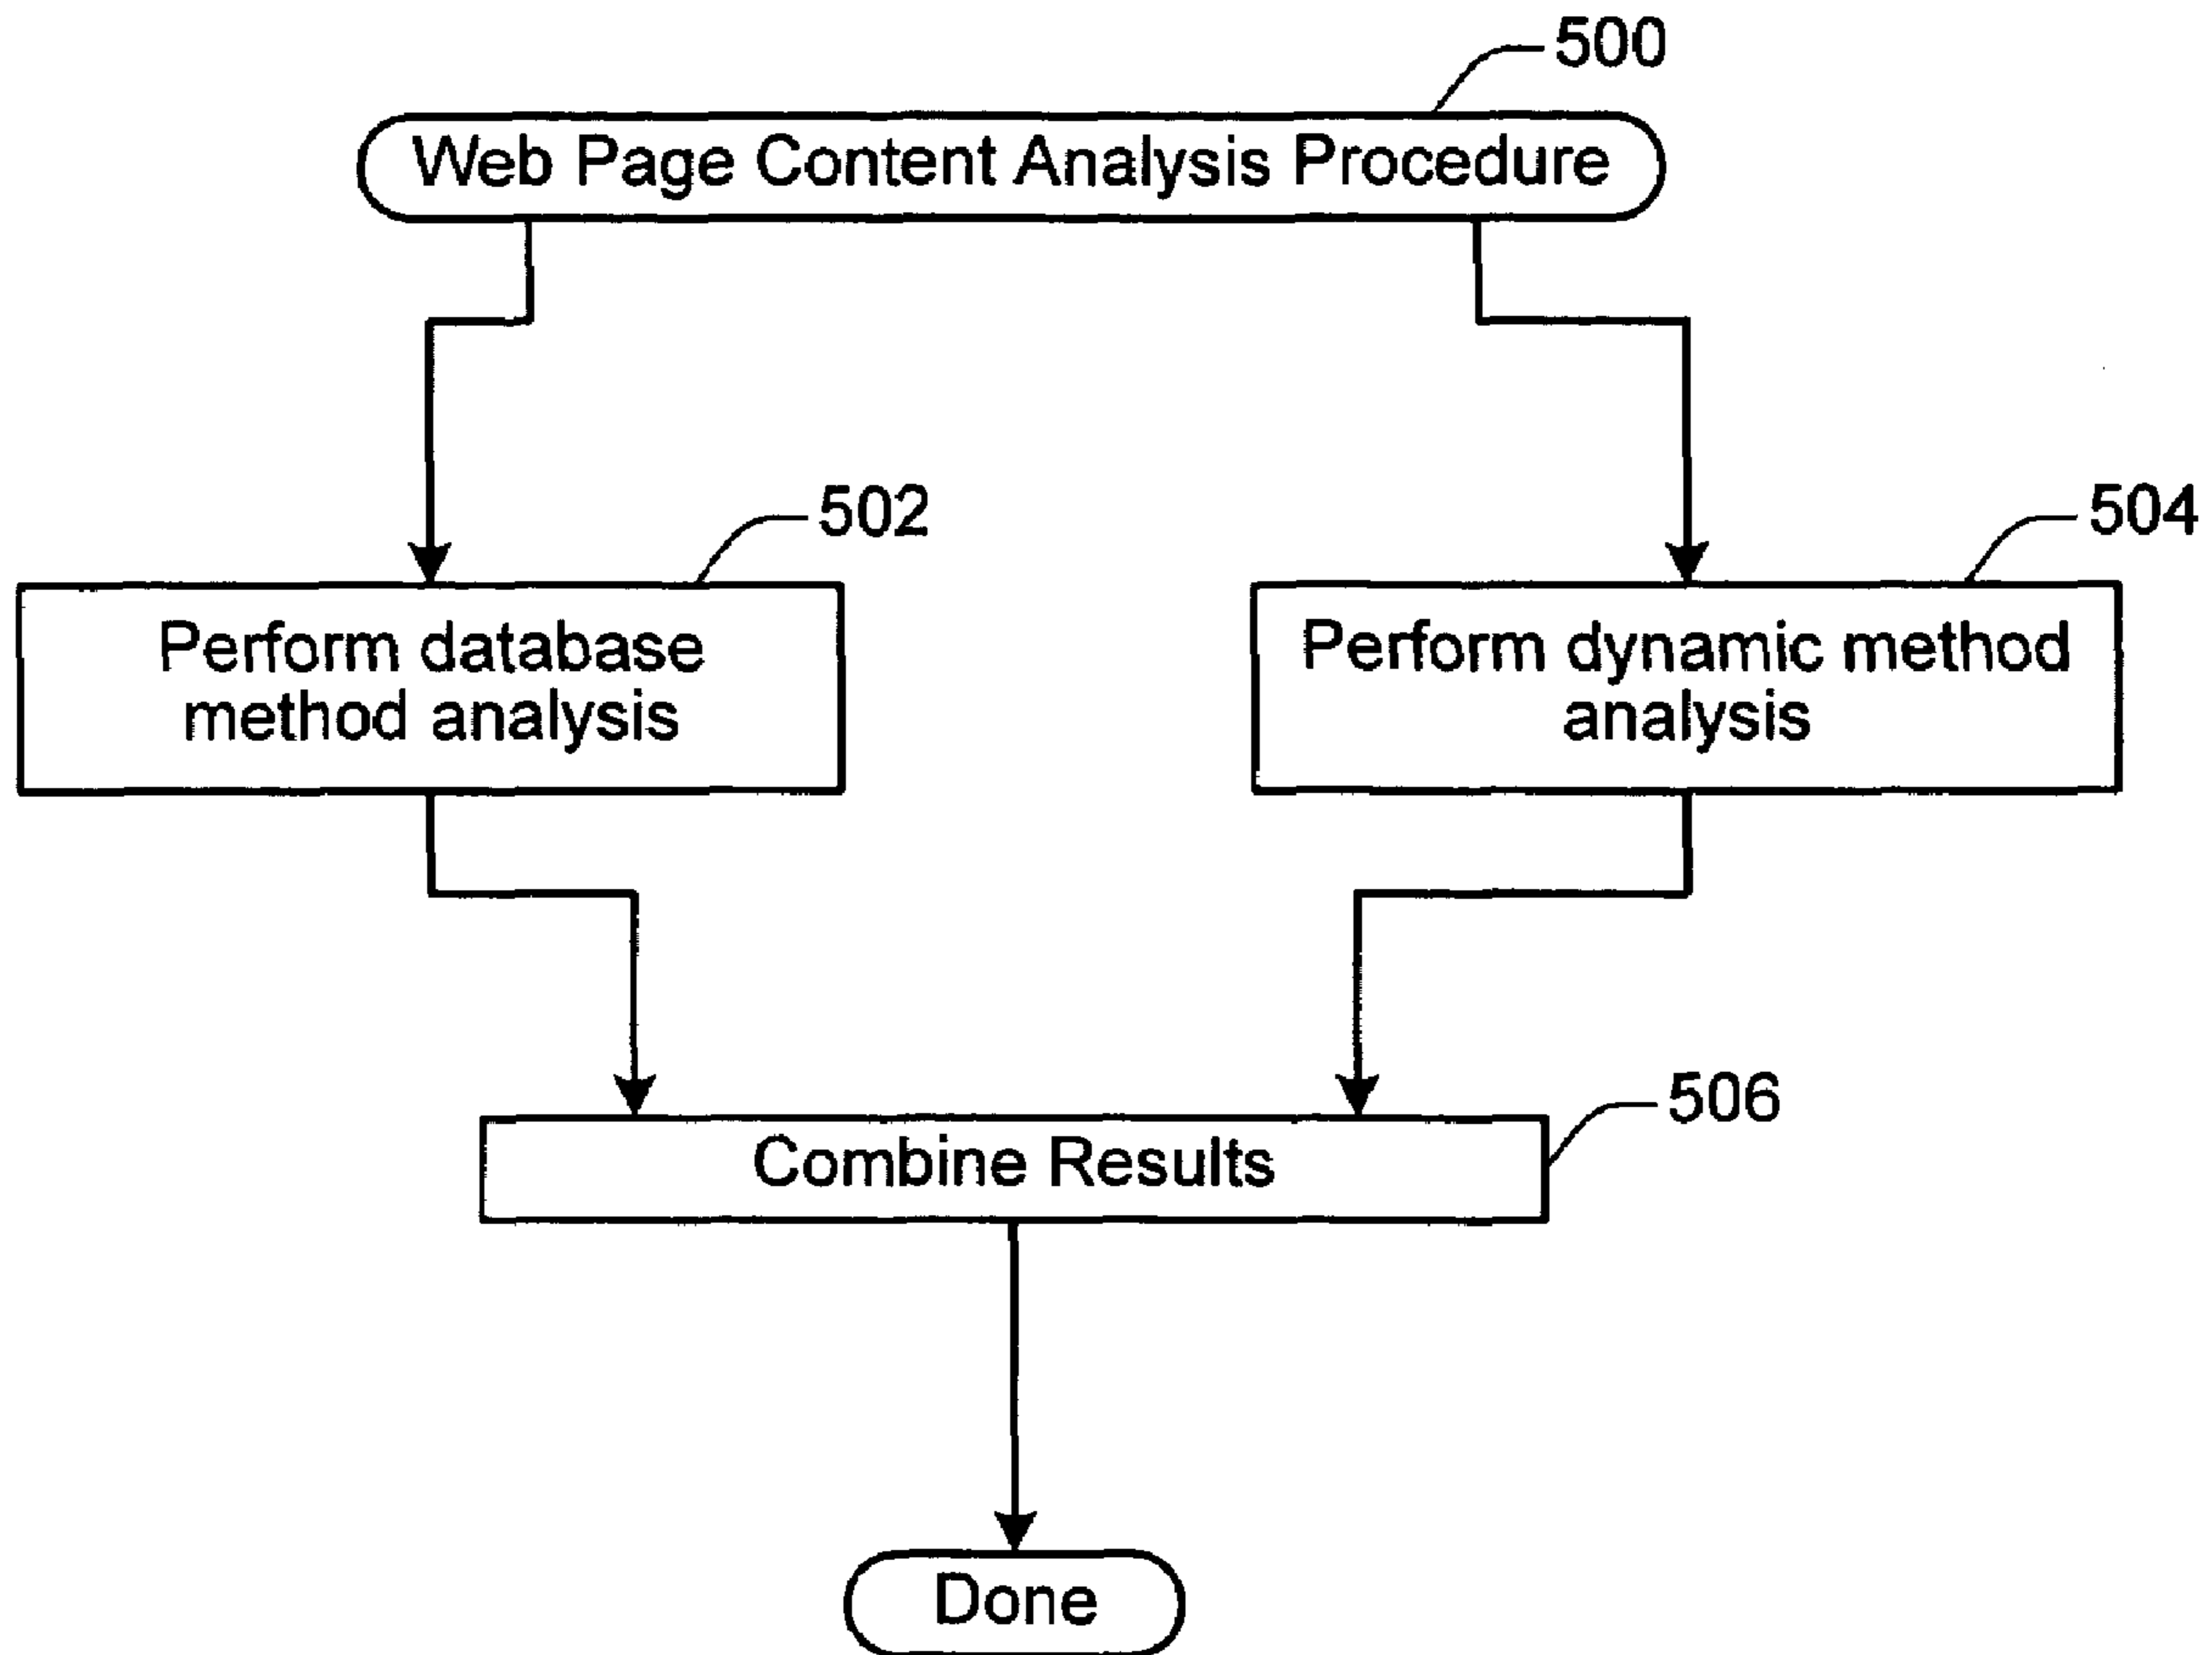 500
Web Page Content Analysis Procedure
502
504
Perform database
method analysis
Perform dynamic method
analysis
506
Combine Results
Done